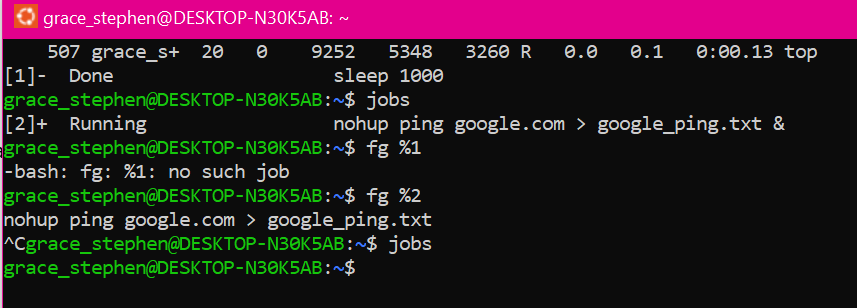 grace_stephen@DESKTOP-N30K5AB: ~
507 grace_s+  20   0    9252   5348   3260 R   0.0   0.1   0:00.13 top
[1]-  Done                    sleep 1000
grace_stephen@DESKTOP-N30K5AB:~$ jobs
[2]+  Running                 nohup ping google.com > google_ping.txt &
grace_stephen@DESKTOP-N30K5AB:~$ fg %1
-bash: fg: %1: no such job
grace_stephen@DESKTOP-N30K5AB:~$ fg %2
nohup ping google.com > google_ping.txt
^Cgrace_stephen@DESKTOP-N30K5AB:~$ jobs
grace_stephen@DESKTOP-N30K5AB:~$